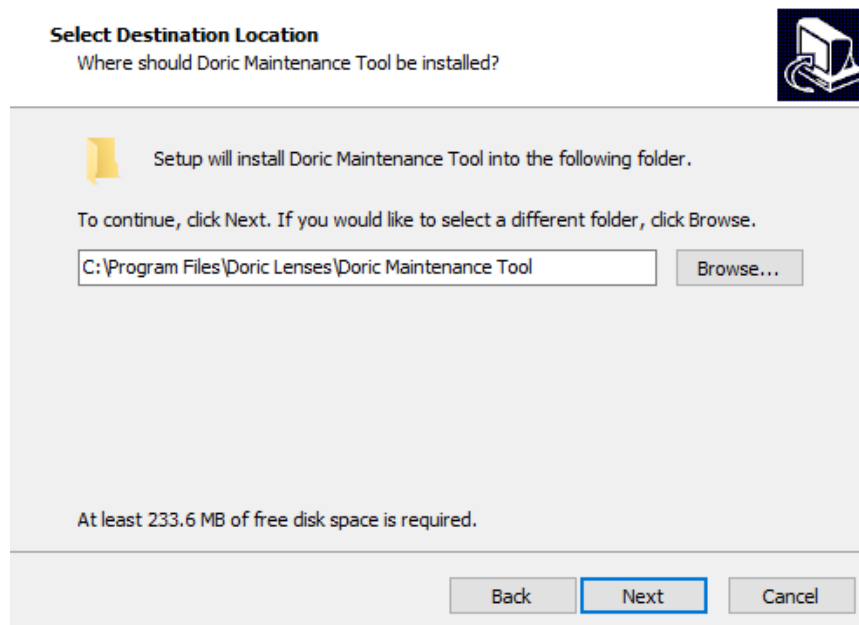 Select Destination Location
Where should Doric Maintenance Tool be installed?
Setup will install Doric Maintenance Tool into the following folder.
To continue, click Next. If you would like to select a different folder, click Browse.
C:\Program Files\Doric Lenses\Doric Maintenance Tool
Browse...
At least 233.6 MB of free disk space is required.
Back
Next
Cancel